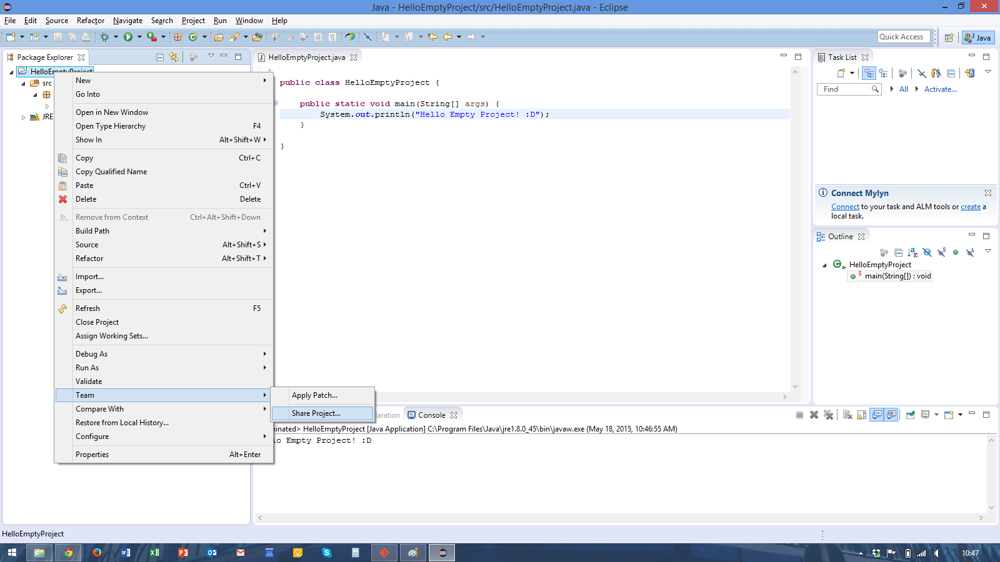 Java - HelloEmptyProject/src/HelloEmptyProject.java - Eclipse
File Edit Source Refactor Navigate Search Project Run Window Help
Quick Access
Java
Package Explorer
HelloEmptyProject
src
JRE
New
Go Into
Open in New Window
Open Type Hierarchy F4
Show In Alt+Shift+W
Copy Ctrl+C
Copy Qualified Name
Paste Ctrl+V
Delete Delete
Remove from Context Ctrl+Alt+Shift+Down
Build Path
Source Alt+Shift+S
Refactor Alt+Shift+T
Import...
Export...
Refresh F5
Close Project
Assign Working Sets...
Debug As
Run As
Validate
Team
Compare With
Restore from Local History...
Configure
Properties Alt+Enter
Apply Patch...
Share Project...
HelloEmptyProject.java
public class HelloEmptyProject {
public static void main(String[] args) {
System.out.println("Hello Empty Project! :D");
}
}
Task List
Find
All
Activate...
Connect Mylyn
Connect to your task and ALM tools or create a
local task.
Outline
HelloEmptyProject
main(String[]) : void
laration
Console
minated> HelloEmptyProject [Java Application] C:\Program Files\Java\jre1.8.0_45\bin\javaw.exe (May 18, 2015, 10:46:55 AM)
lo Empty Project! :D
HelloEmptyProject
10:47